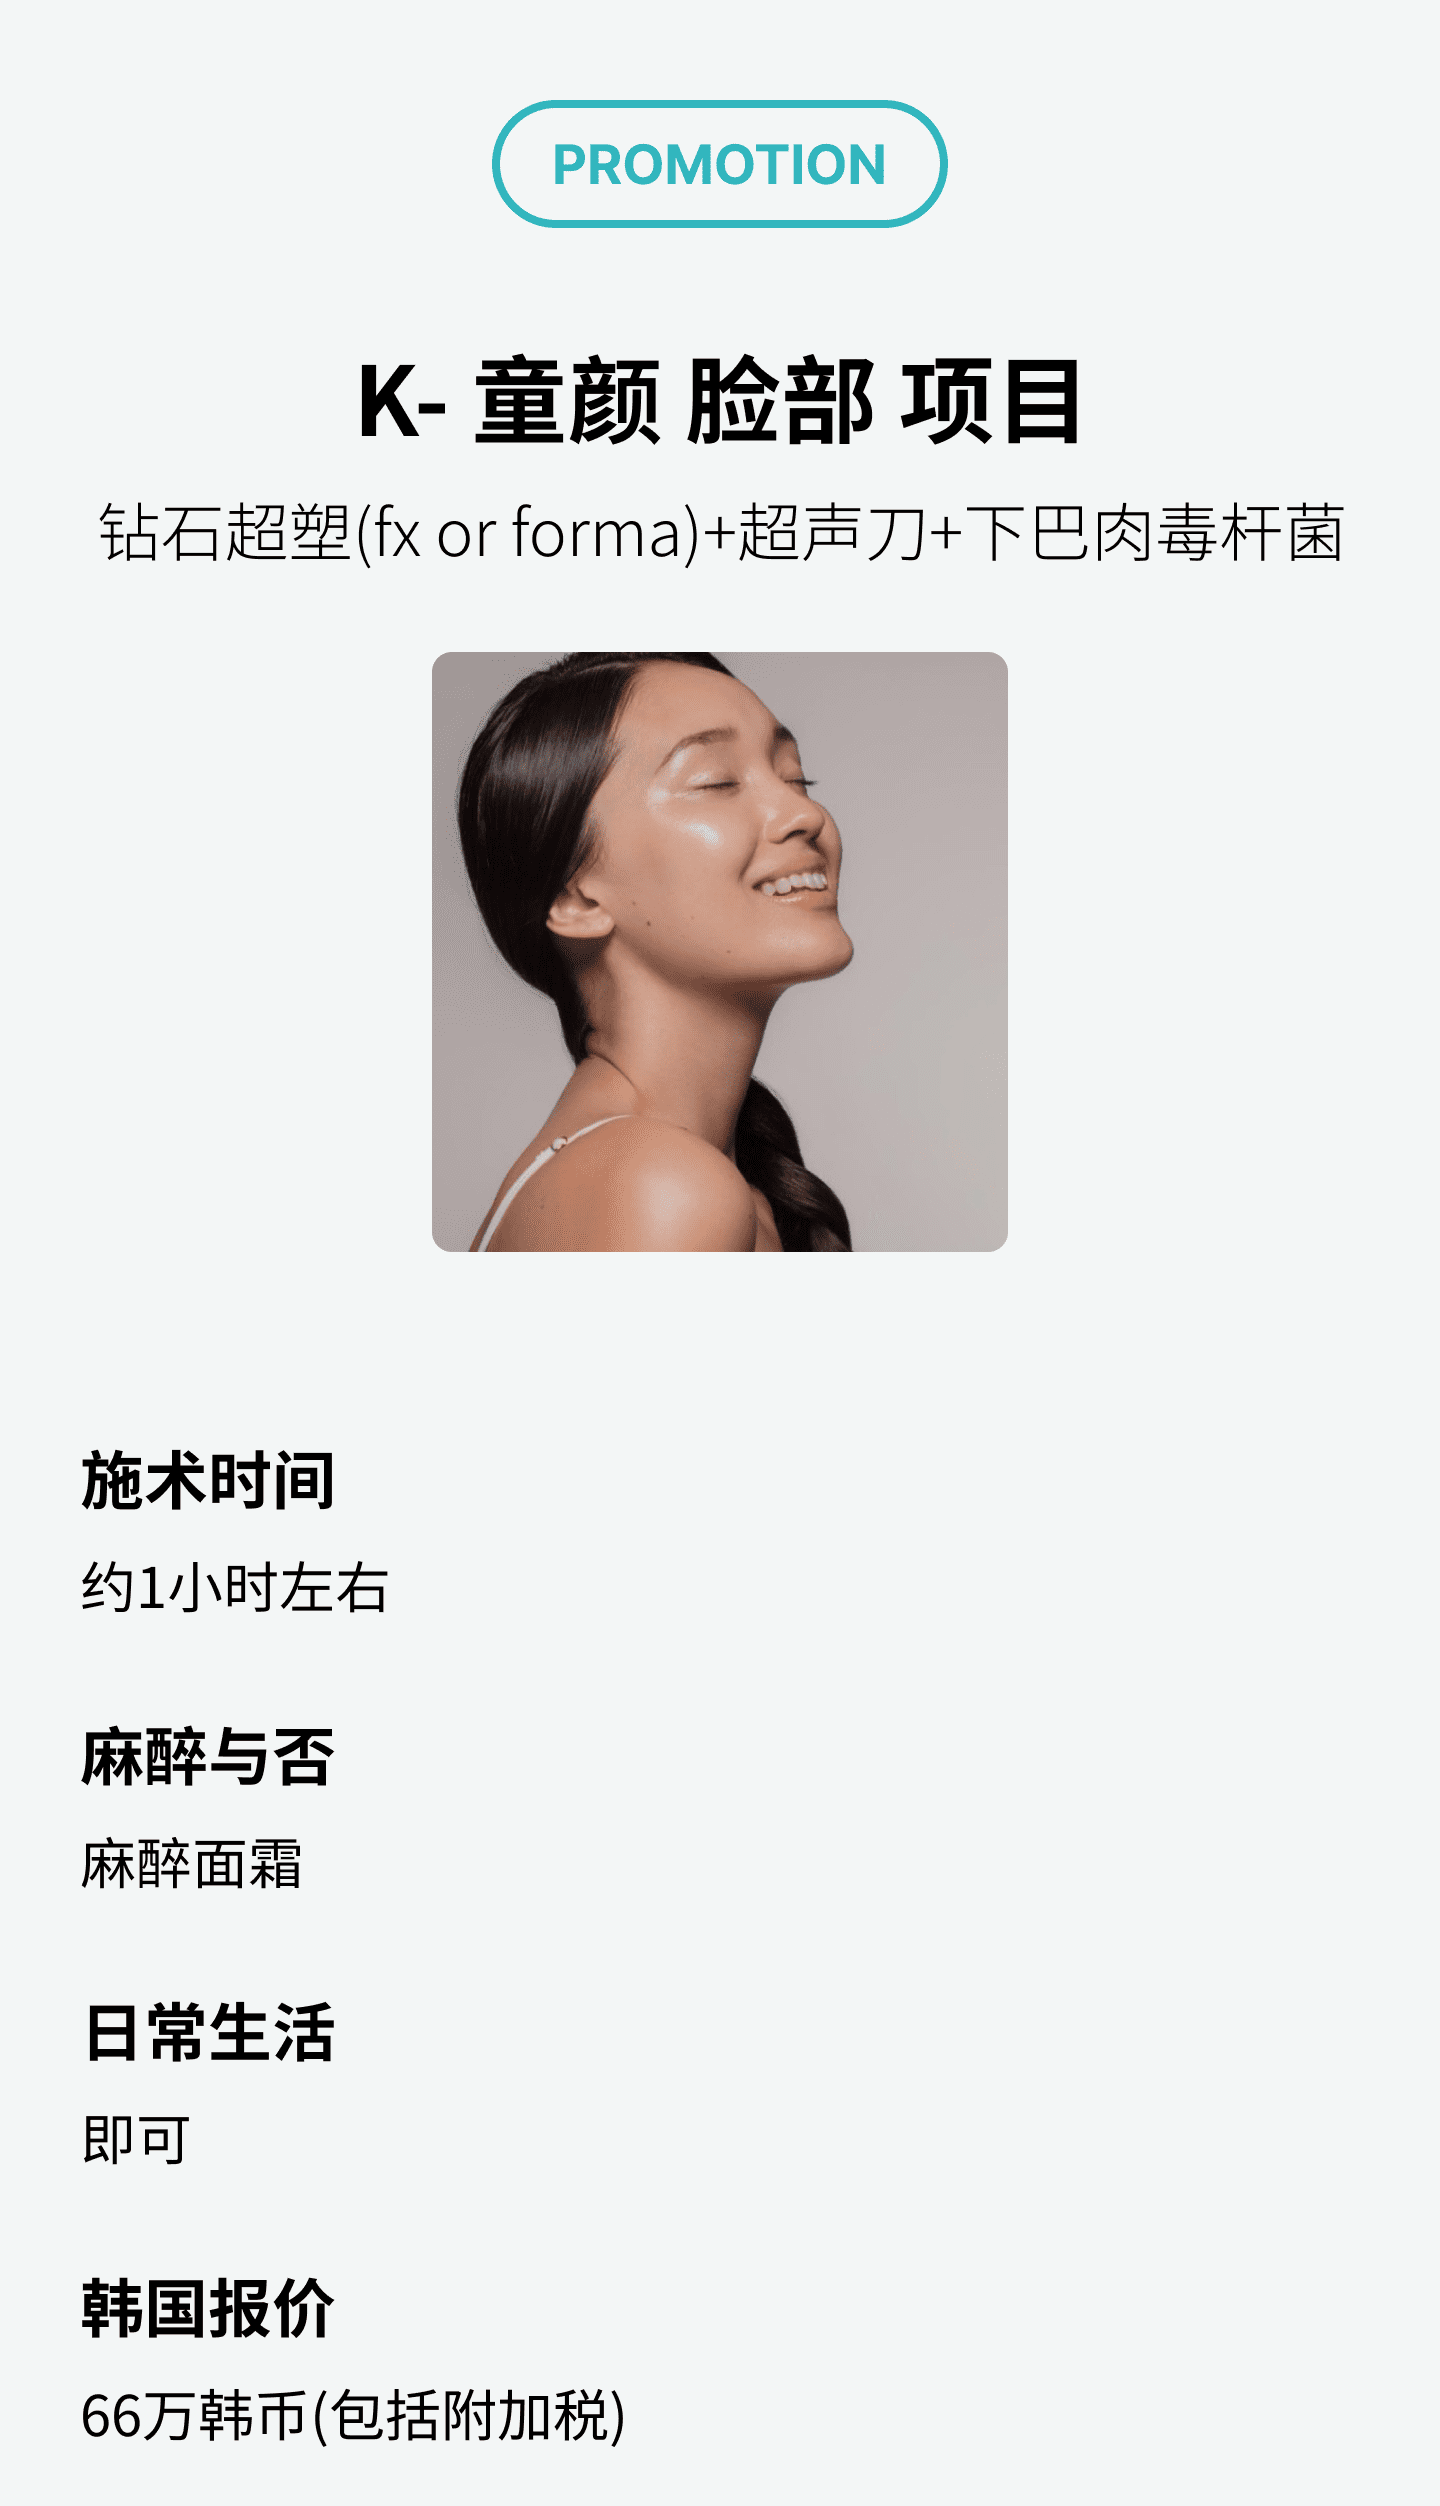 PROMOTION
K- 童颜 脸部 项目
钻石超塑(fx or forma)+超声刀+下巴肉毒杆菌
施术时间
约1小时左右
麻醉与否
麻醉面霜
日常生活
即可
韩国报价
66万韩币(包括附加税)